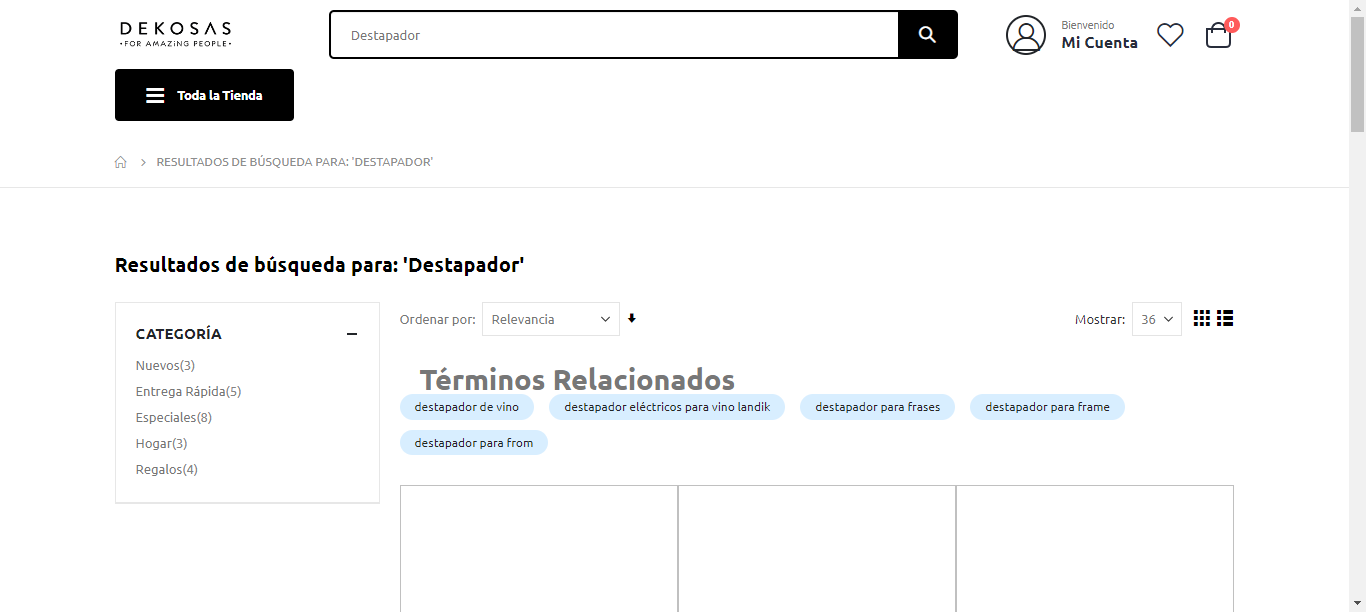 DEKOSAS
•FOR AMAZING PEOPLE•
Destapador
Bienvenido
Mi Cuenta
0
Toda la Tienda
RESULTADOS DE BÚSQUEDA PARA: 'DESTAPADOR'
Resultados de búsqueda para: 'Destapador'
CATEGORÍA
Nuevos(3)
Entrega Rápida(5)
Especiales(8)
Hogar(3)
Regalos(4)
Ordenar por: Relevancia
Mostrar: 36
Términos Relacionados
destapador de vino
destapador eléctricos para vino landik
destapador para frases
destapador para frame
destapador para from